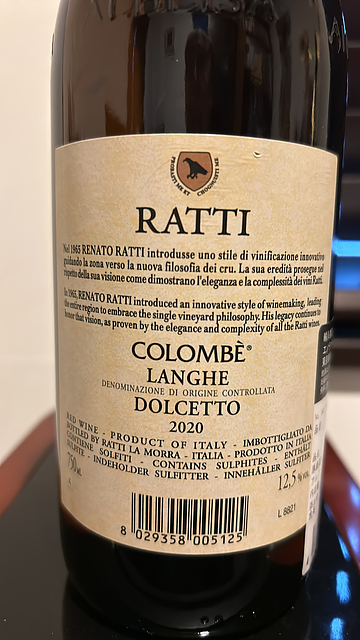 RATTI
Nel 1965 RENATO RATTI introdusse uno stile di vinificazione innovativo
guidando la zona verso la nuova filosofia dei cru. La sua eredità prosegue nel
rispetto della sua visione come dimostrano l'eleganza e la complessità dei vini Ratti.
In 1965, RENATO RATTI introduced an innovative style of winemaking, leading
the entire region to embrace the single vineyard philosophy. His legacy continues to
honor that vision, as proven by the elegance and complexity of all the Ratti wines.
COLOMBÈ®
LANGHE
DENOMINAZIONE DI ORIGINE CONTROLLATA
DOLCETTO
2020
RED WINE - PRODUCT OF ITALY - IMBOTTIGLIATO DA
BOTTLED BY RATTI LA MORRA - ITALIA - PRODOTTO IN ITALIA
CONTIENE SOLFITI - CONTAINS SULPHITES - ENTHÄLT
SULFITE - INDEHOLDER SULFITTER - INNEHÅLLER SULFITER
750ml
12,5% vol
L 8821
8 029358 005125